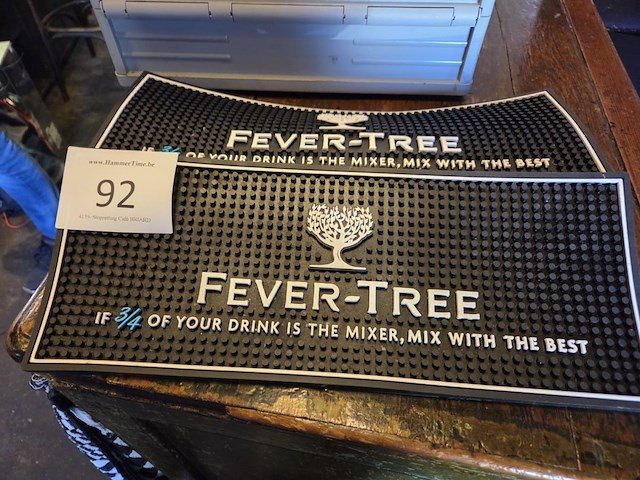 FEVER-TREE
IF 3/4 OF YOUR DRINK IS THE MIXER, MIX WITH THE BEST
www.HammerTime.be
92
FEVER-TREE
IF 3/4 OF YOUR DRINK IS THE MIXER, MIX WITH THE BEST